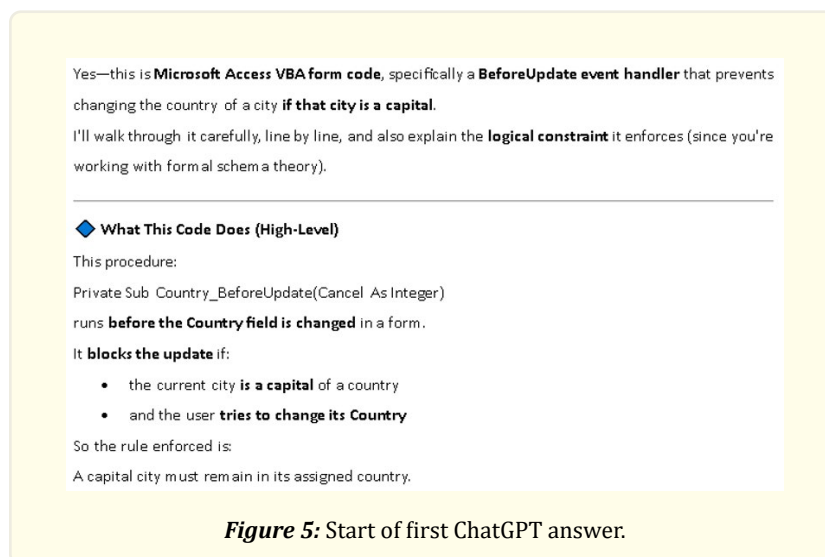 Yes—this is Microsoft Access VBA form code, specifically a BeforeUpdate event handler that prevents
changing the country of a city if that city is a capital.
I'll walk through it carefully, line by line, and also explain the logical constraint it enforces (since you're
working with formal schema theory).
What This Code Does (High-Level)
This procedure:
Private Sub Country_BeforeUpdate(Cancel As Integer)
runs before the Country field is changed in a form.
It blocks the update if:
• the current city is a capital of a country
• and the user tries to change its Country
So the rule enforced is:
A capital city must remain in its assigned country.
Figure 5: Start of first ChatGPT answer.